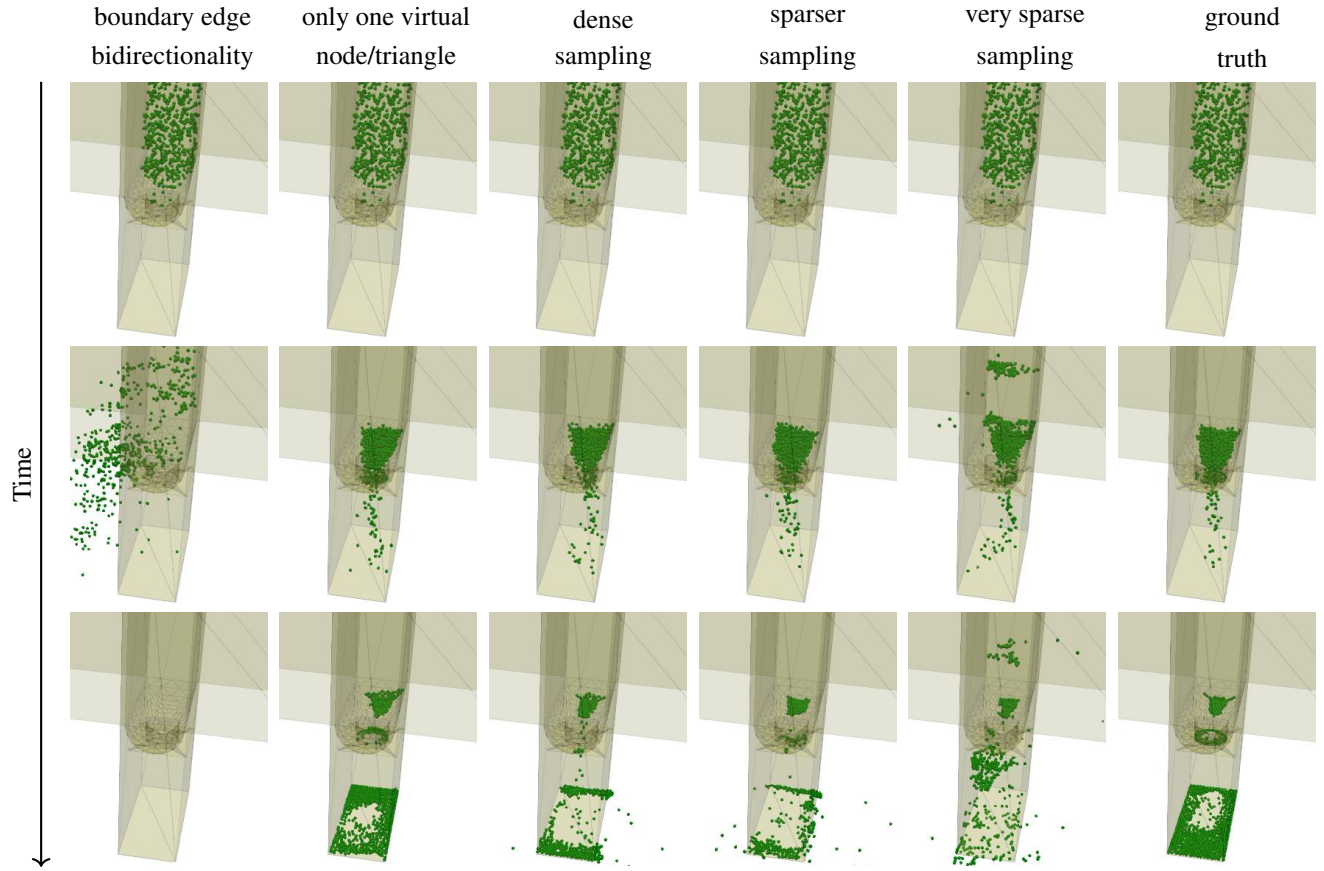 boundary edge
bidirectionality
only one virtual
node/triangle
dense
sampling
sparser
sampling
very sparse
sampling
ground
truth
Time